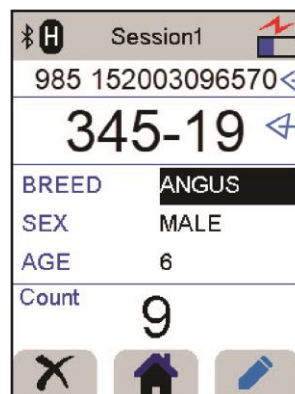 H Session1
985 152003096570
345-19
BREED ANGUS
SEX MALE
AGE 6
Count 9